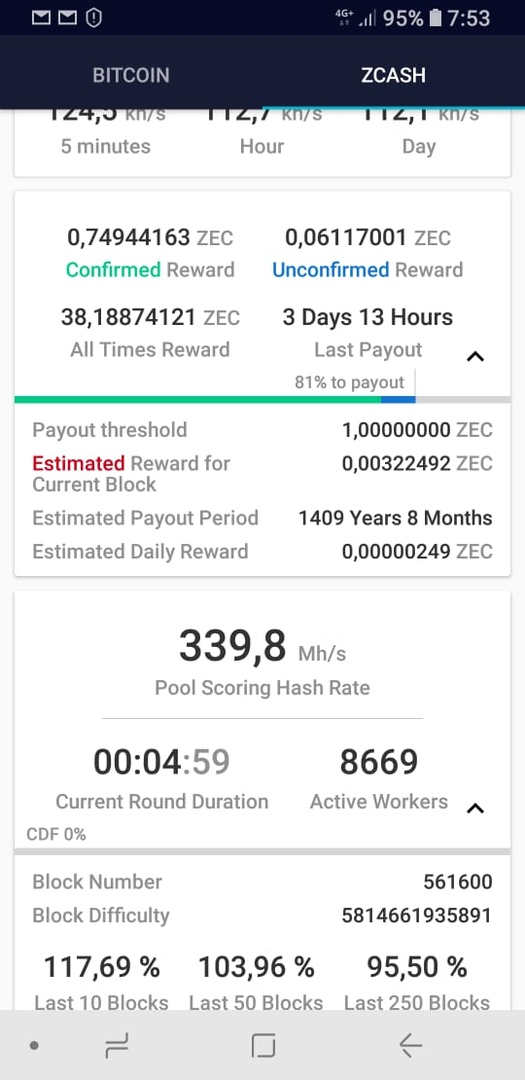 4G+ 95% 7:53
BITCOIN ZCASH
124,5 kh/s 112,7 kh/s 112,1 kh/s
5 minutes Hour Day
0,74944163 ZEC 0,06117001 ZEC
Confirmed Reward Unconfirmed Reward
38,18874121 ZEC 3 Days 13 Hours
All Times Reward Last Payout
81% to payout
Payout threshold 1,00000000 ZEC
Estimated Reward for 0,00322492 ZEC
Current Block
Estimated Payout Period 1409 Years 8 Months
Estimated Daily Reward 0,00000249 ZEC
339,8 Mh/s
Pool Scoring Hash Rate
00:04:59 8669
Current Round Duration Active Workers
CDF 0%
Block Number 561600
Block Difficulty 5814661935891
117,69 % 103,96 % 95,50 %
Last 10 Blocks Last 50 Blocks Last 250 Blocks